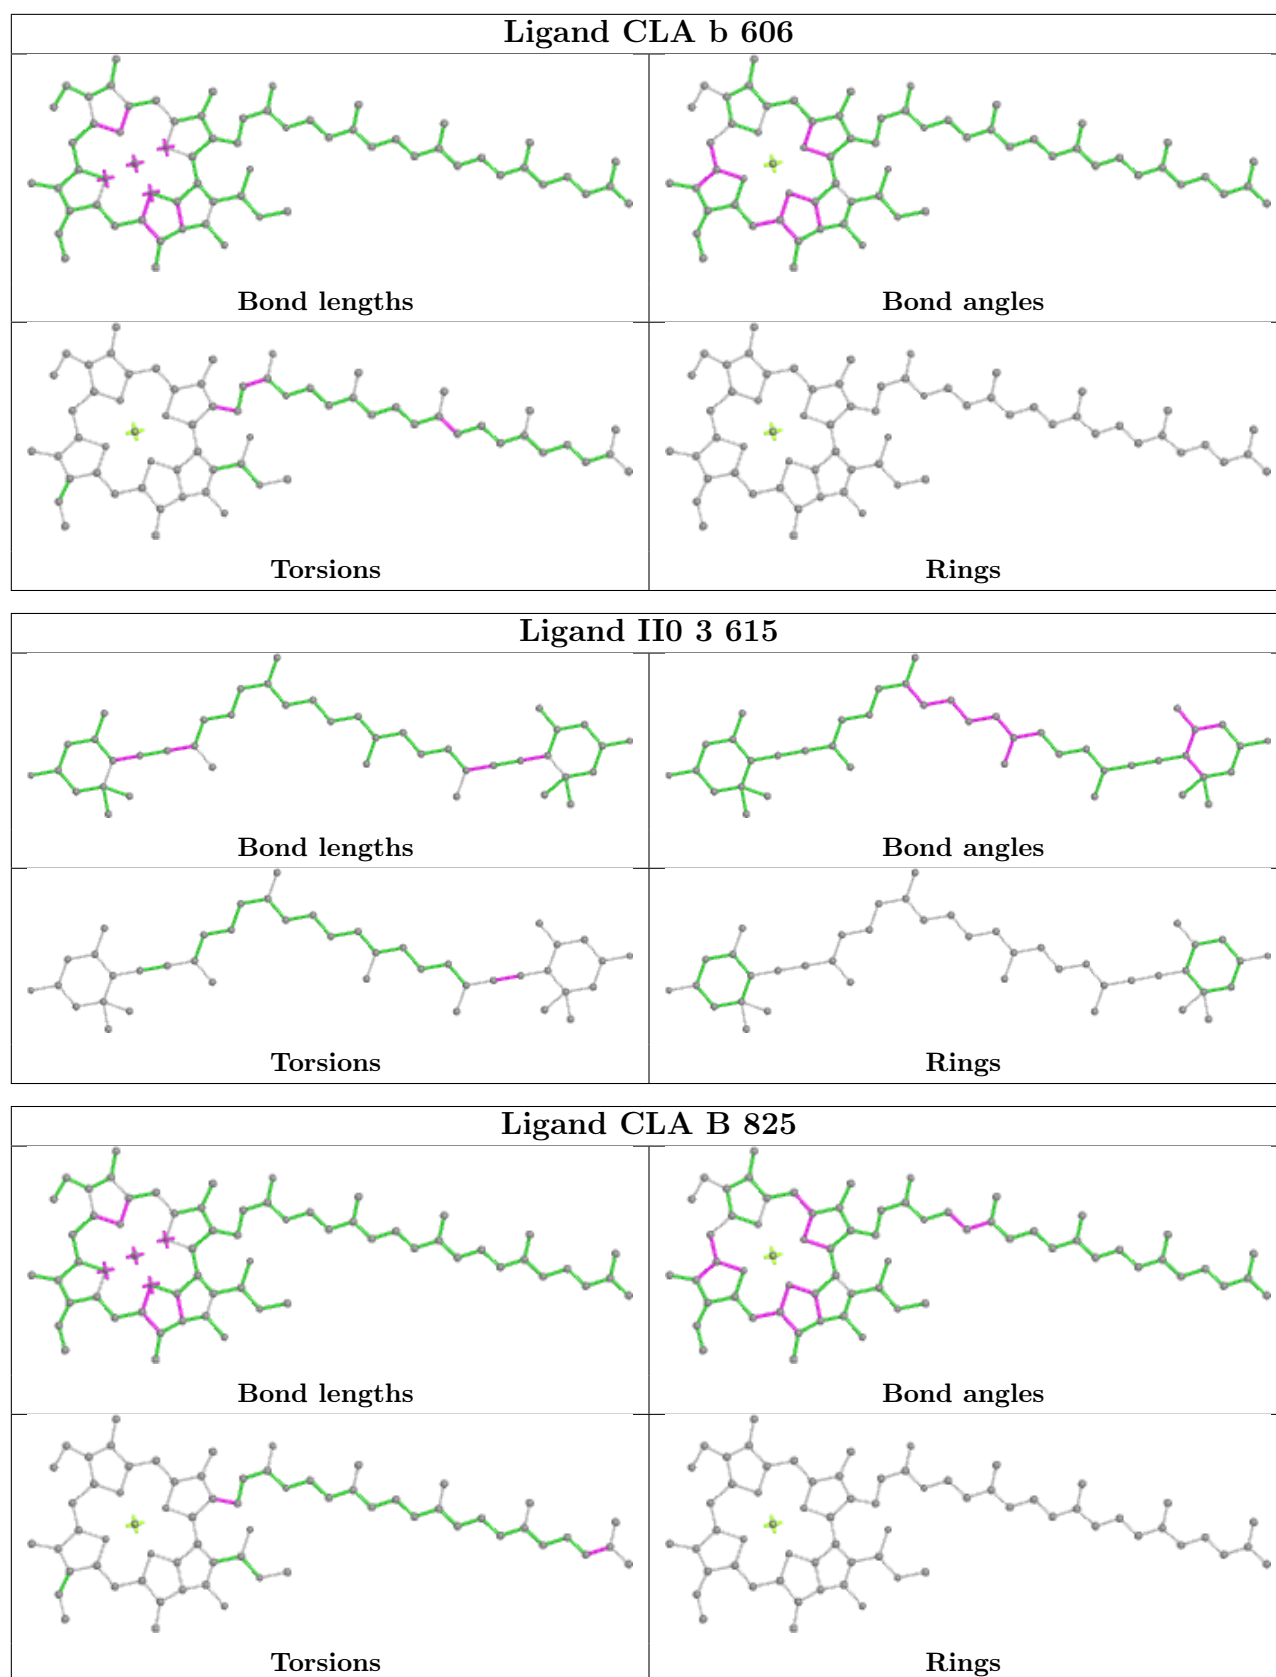 Ligand CLA b 606
Bond lengths
Bond angles
Torsions
Rings
Ligand II0 3 615
Bond lengths
Bond angles
Torsions
Rings
Ligand CLA B 825
Bond lengths
Bond angles
Torsions
Rings